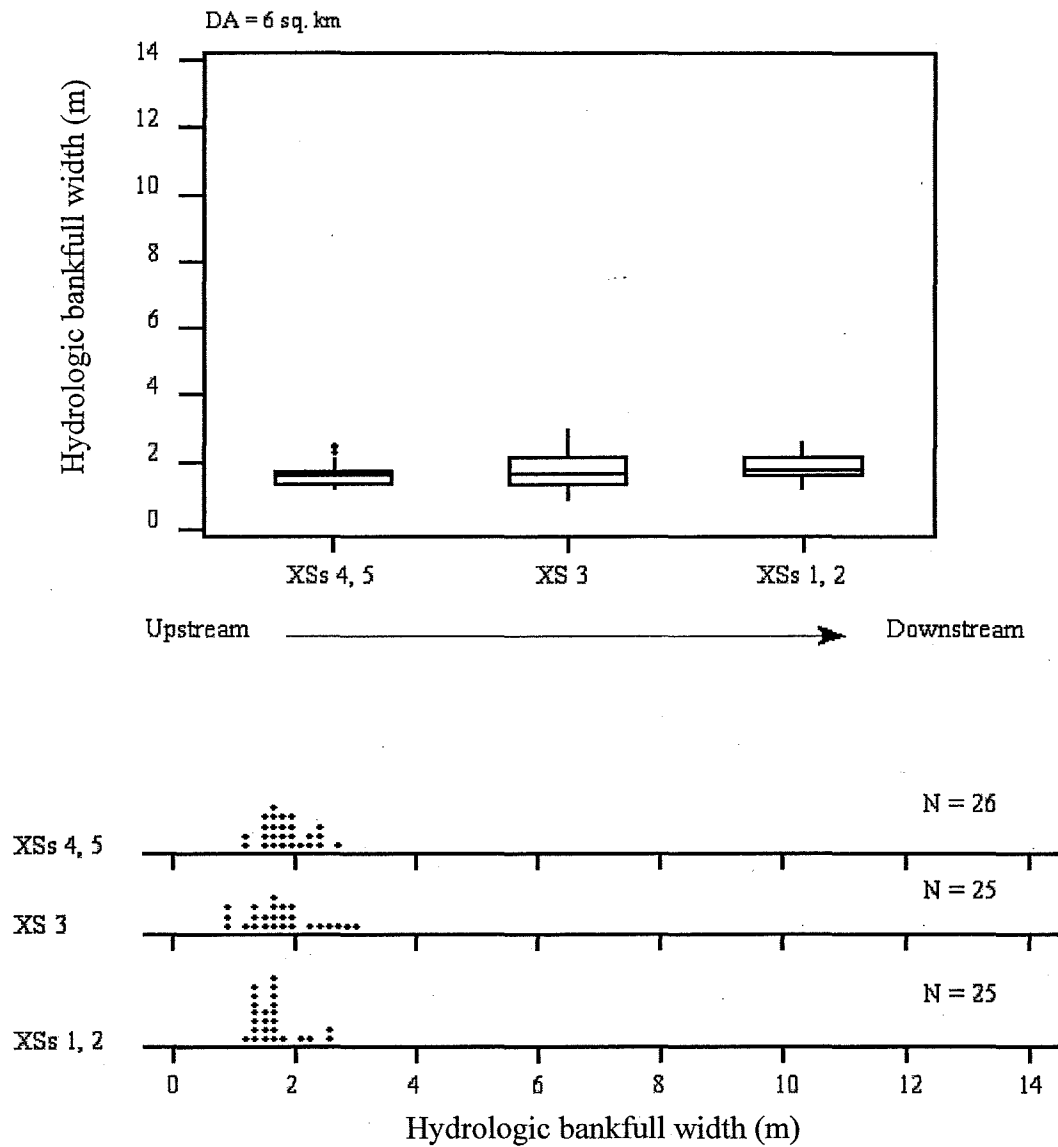 DA = 6 sq. km
Hydrologic bankfull width (m)
14
12
10
8
6
4
2
0
XSs 4, 5
XS 3
XSs 1, 2
Upstream
Downstream
N = 26
XSs 4, 5
N = 25
XS 3
N = 25
XSs 1, 2
0 2 4 6 8 10 12 14
Hydrologic bankfull width (m)